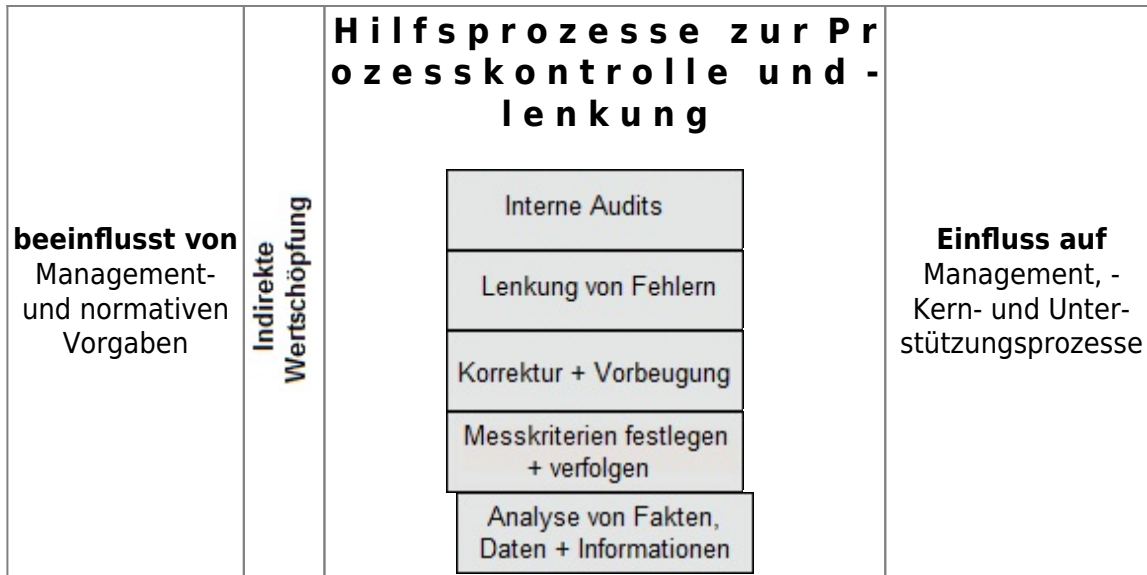 beeinflusst von
Management-
und normativen
Vorgaben
Indirekte
Wertschöpfung
Hilfsprozesse zur Pr
ozesskontrolle und -
lenkung
Interne Audits
Lenkung von Fehlern
Korrektur + Vorbeugung
Messkriterien festlegen
+ verfolgen
Analyse von Fakten,
Daten + Informationen
Einfluss auf
Management, -
Kern- und Unter-
stützungsprozesse